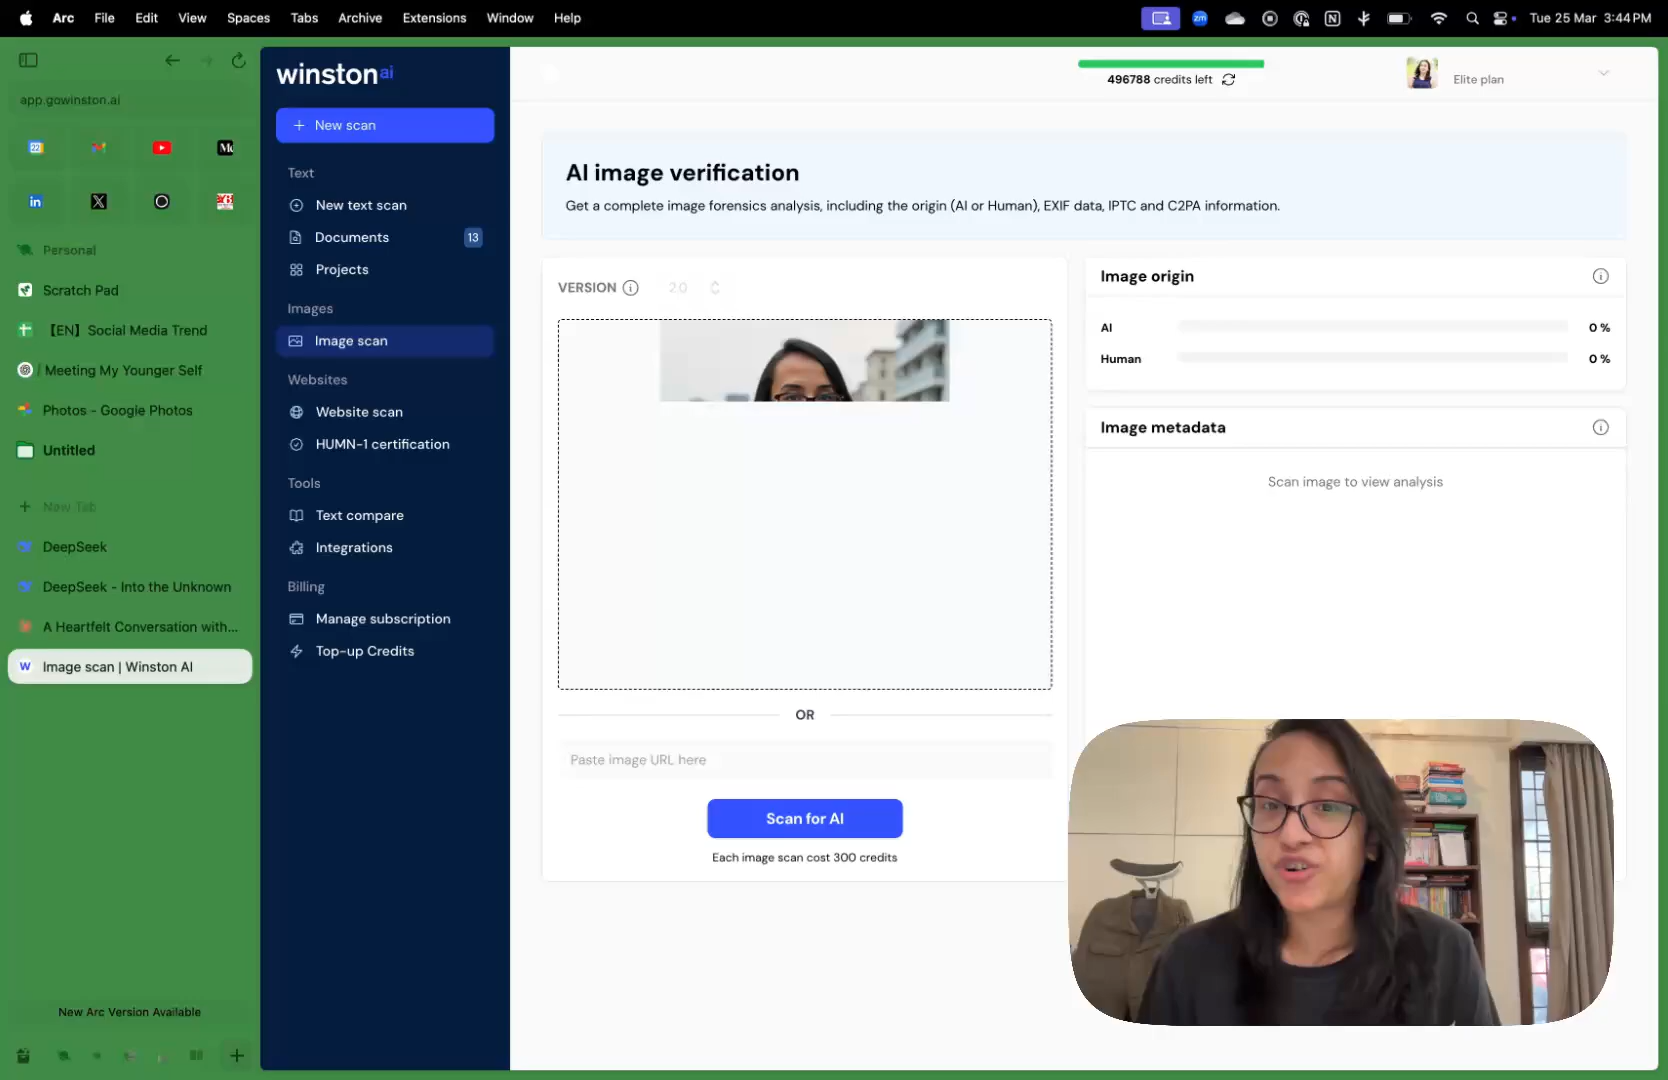 Arc File Edit View Spaces Tabs Archive Extensions Window Help
zm
Tue 25 Mar 3:44 PM
app.gowinston.ai
22
in
Personal
Scratch Pad
【EN】Social Media Trend
/ Meeting My Younger Self
Photos - Google Photos
Untitled
+ New Tab
DeepSeek
DeepSeek - Into the Unknown
A Heartfelt Conversation with...
W Image scan | Winston AI
New Arc Version Available
winston ai
+ New scan
Text
New text scan
Documents 13
Projects
Images
Image scan
Websites
Website scan
HUMN-1 certification
Tools
Text compare
Integrations
Billing
Manage subscription
Top-up Credits
496788 credits left
Elite plan
AI image verification
Get a complete image forensics analysis, including the origin (AI or Human), EXIF data, IPTC and C2PA information.
VERSION 2.0
OR
Paste image URL here
Scan for AI
Each image scan cost 300 credits
Image origin
AI 0 %
Human 0 %
Image metadata
Scan image to view analysis